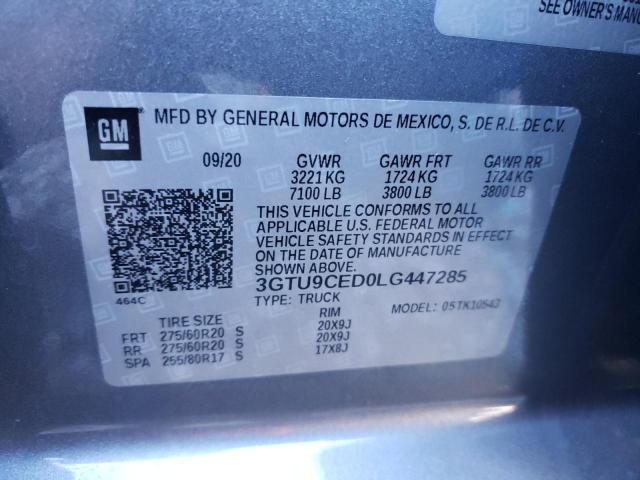 SEE OWNER'S MANU
GM MFD BY GENERAL MOTORS DE MEXICO, S. DE R.L. DE C.V.
09/20 GVWR GAWR FRT GAWR RR
3221 KG 1724 KG 1724 KG
7100 LB 3800 LB 3800 LB
THIS VEHICLE CONFORMS TO ALL
APPLICABLE U.S. FEDERAL MOTOR
VEHICLE SAFETY STANDARDS IN EFFECT
ON THE DATE OF MANUFACTURE
SHOWN ABOVE.
464C
3GTU9CED0LG447285
TYPE: TRUCK MODEL: 05TK10543
TIRE SIZE RIM
FRT 275/60R20 S 20X9J
RR 275/60R20 S 20X9J
SPA 255/80R17 S 17X8J